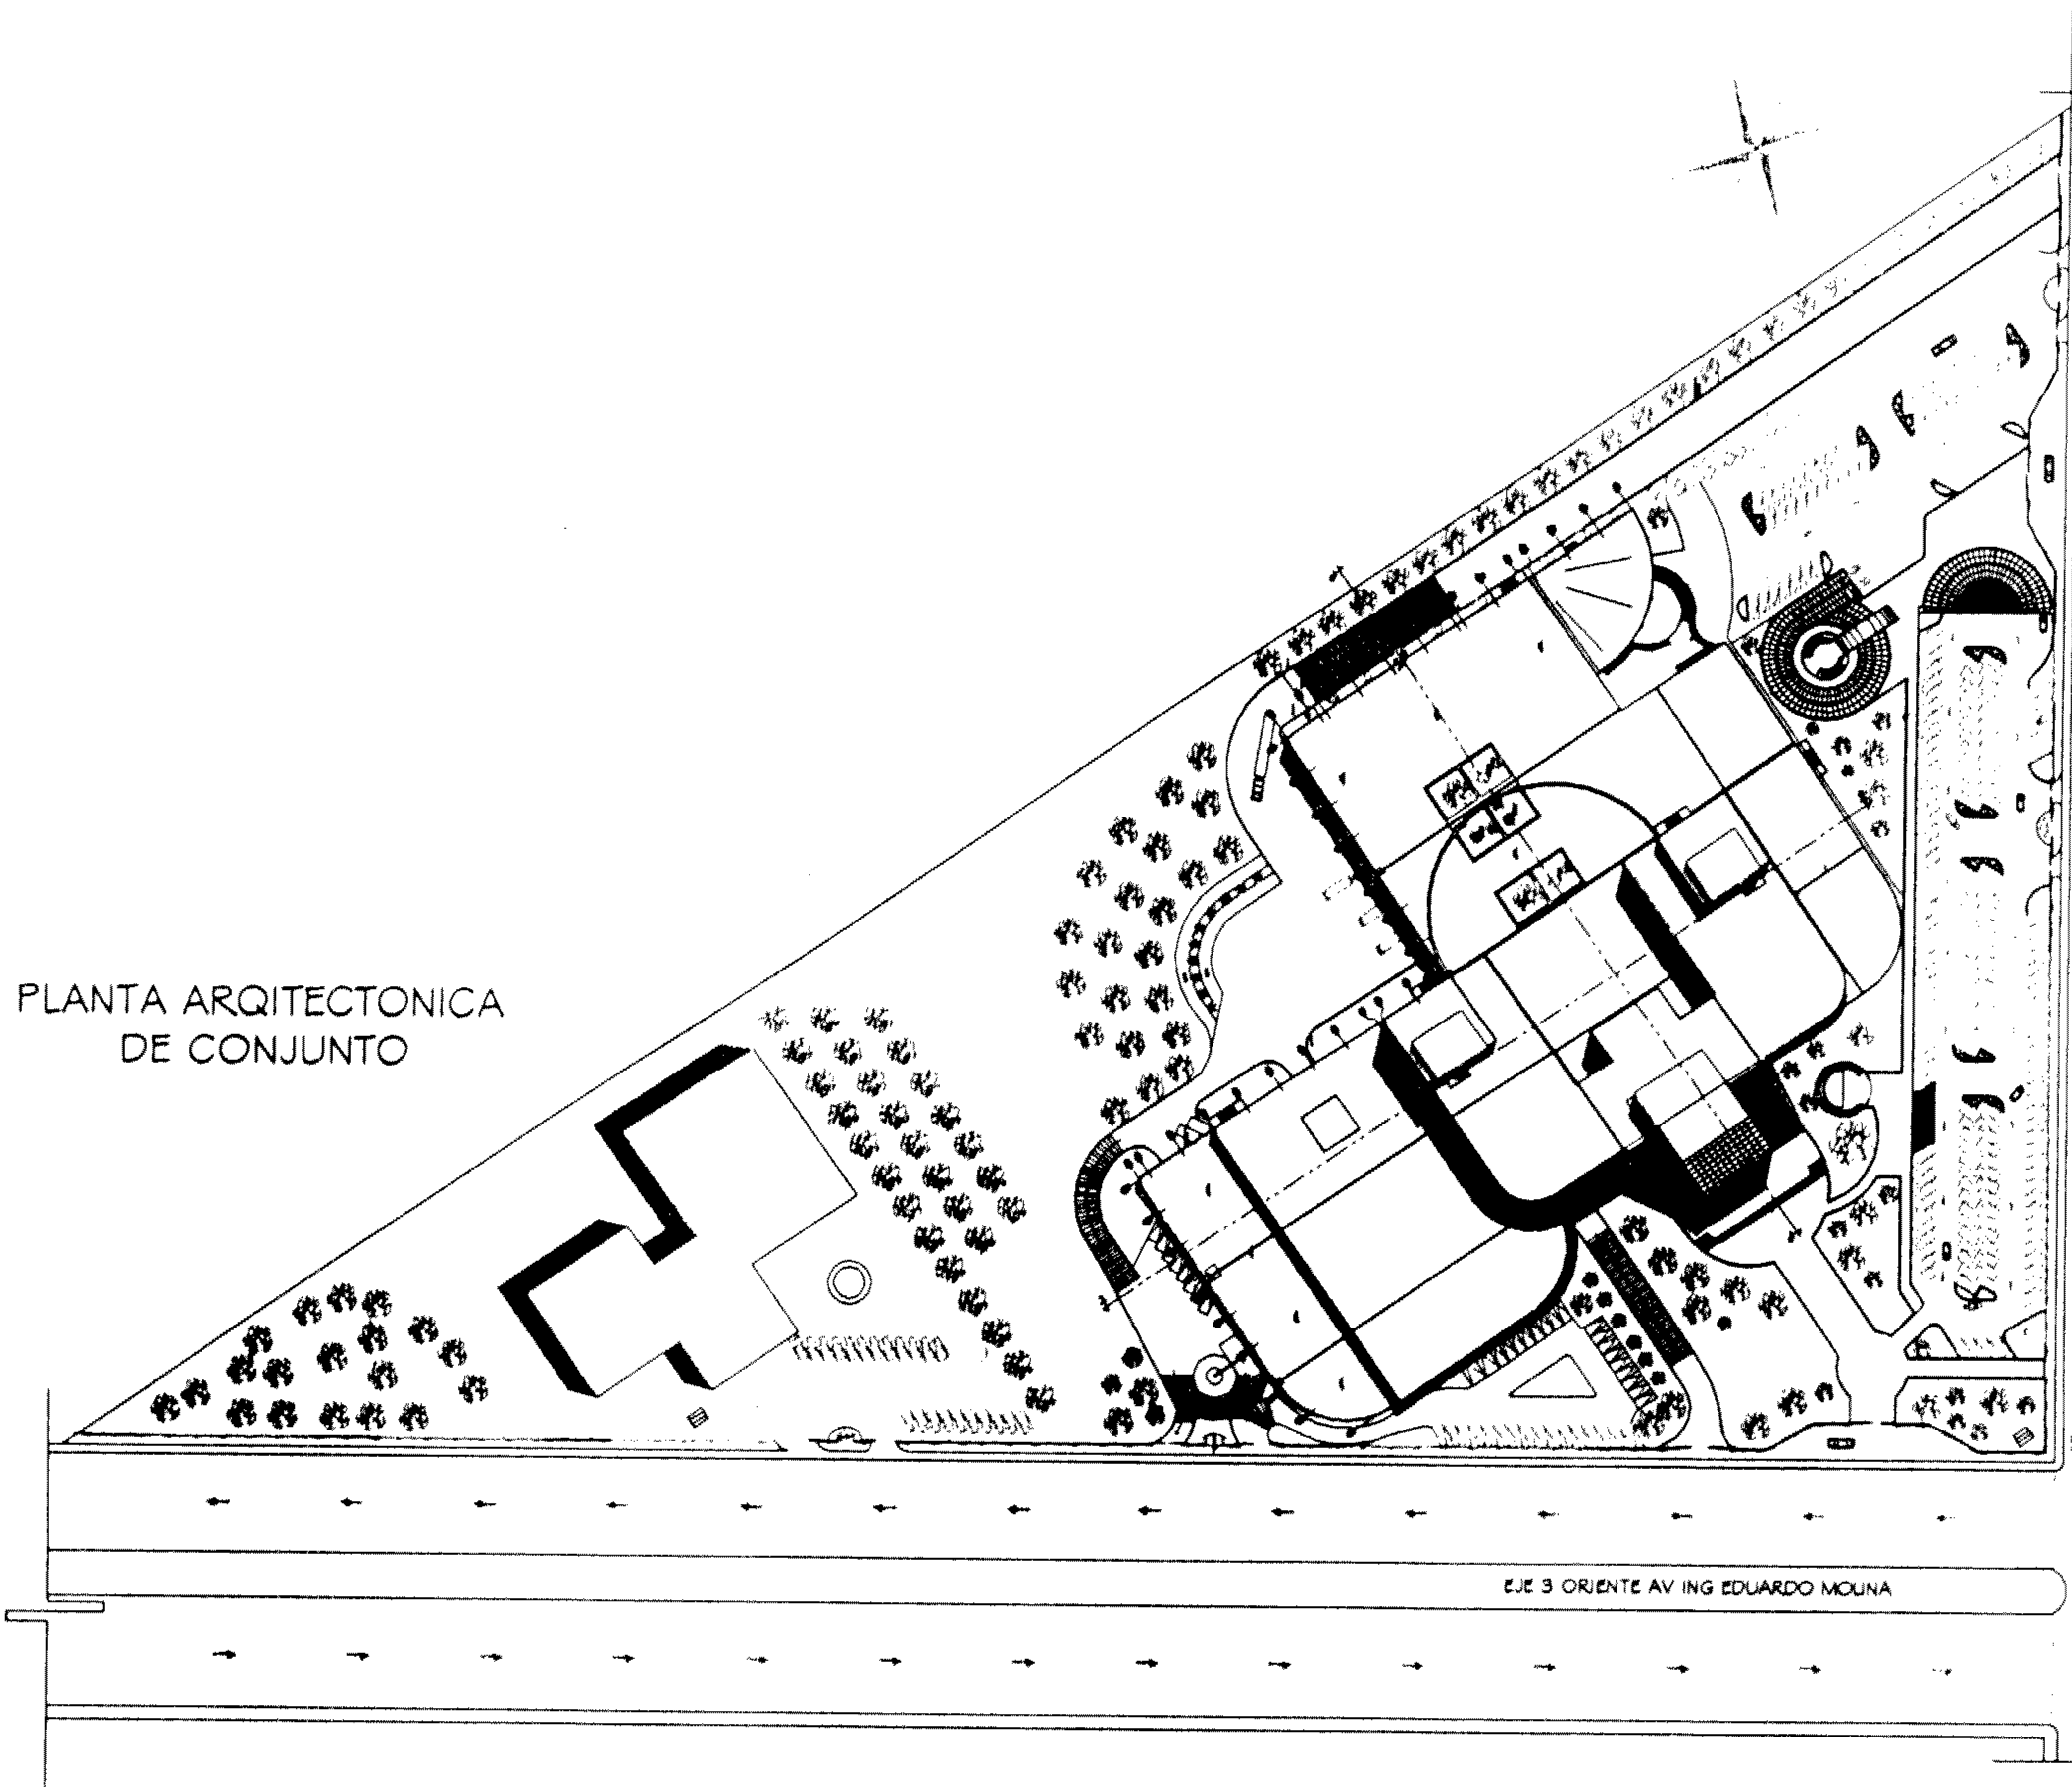 PLANTA ARQITECTONICA
DE CONJUNTO
EJE 3 ORIENTE AV ING EDUARDO MOLINA